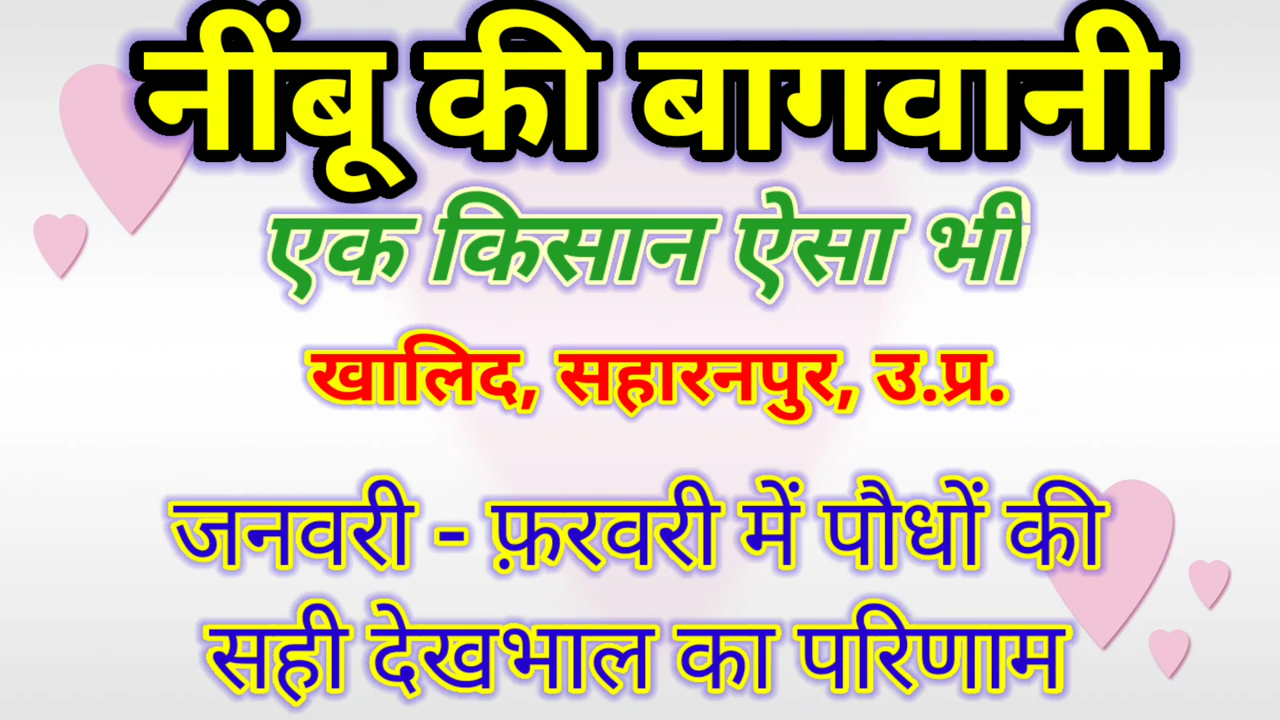 नींबू की बागवानी
एक किसान ऐसा भी
खालिद, सहारनपुर, उ.प्र.
जनवरी - फ़रवरी में पौधों की
सही देखभाल का परिणाम